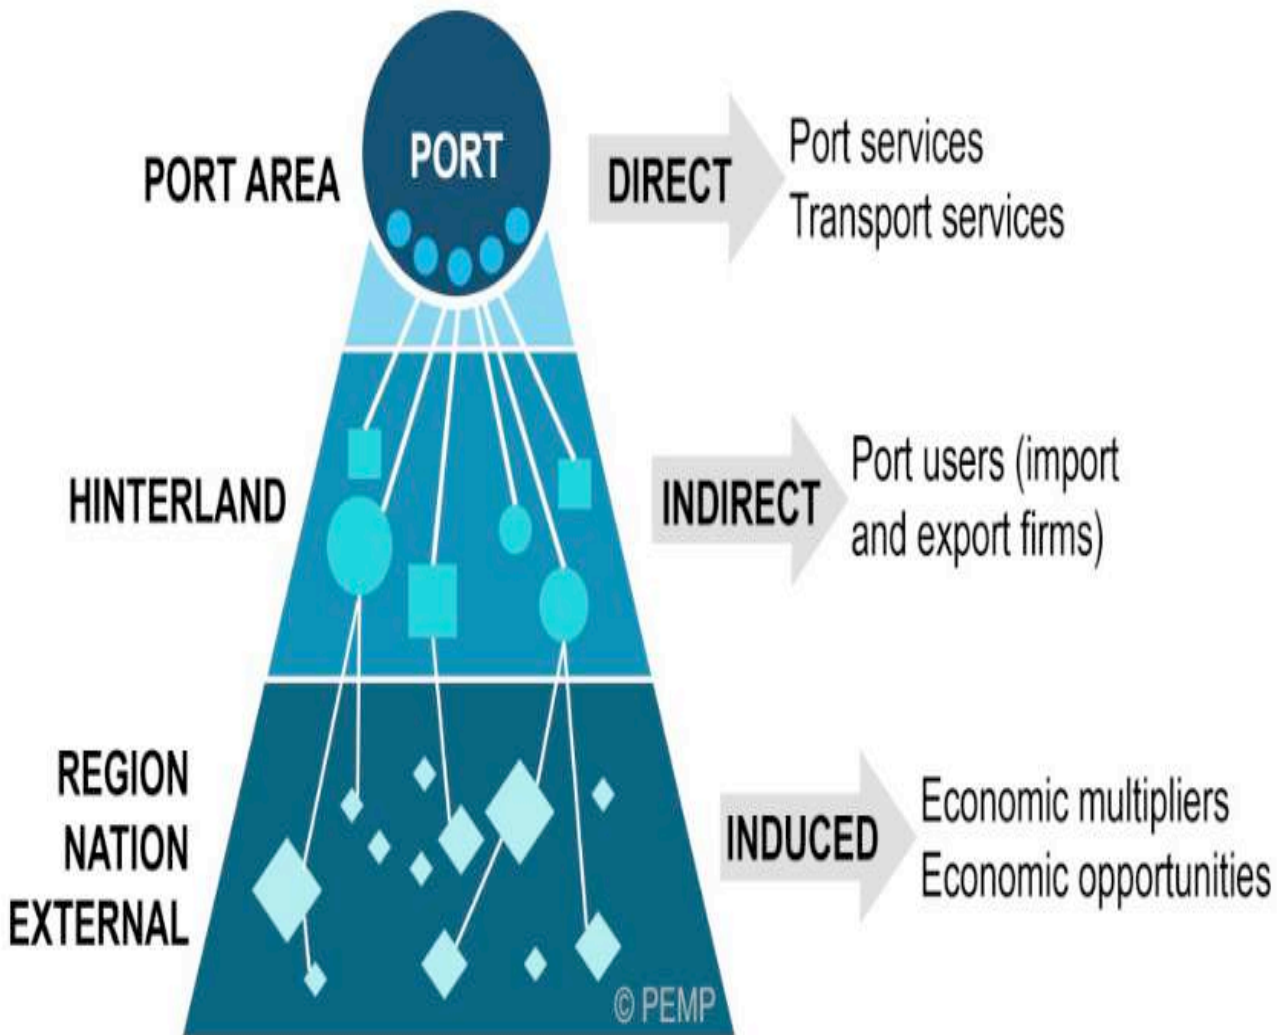 PORT
PORT AREA
DIRECT
Port services
Transport services
HINTERLAND
INDIRECT
Port users (import
and export firms)
REGION
NATION
EXTERNAL
INDUCED
Economic multipliers
Economic opportunities
© PEMP